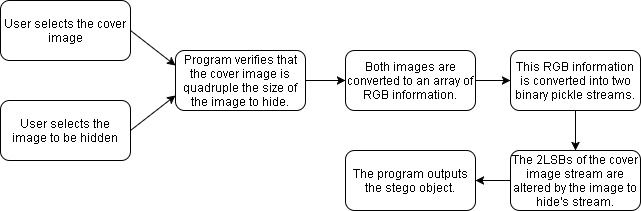 User selects the cover
image
User selects the
image to be hidden
Program verifies that
the cover image is
quadruple the size of
the image to hide.
Both images are
converted to an array of
RGB information.
This RGB information
is converted into two
binary pickle streams.
The 2LSBs of the cover
image stream are
altered by the image to
hide's stream.
The program outputs
the stego object.